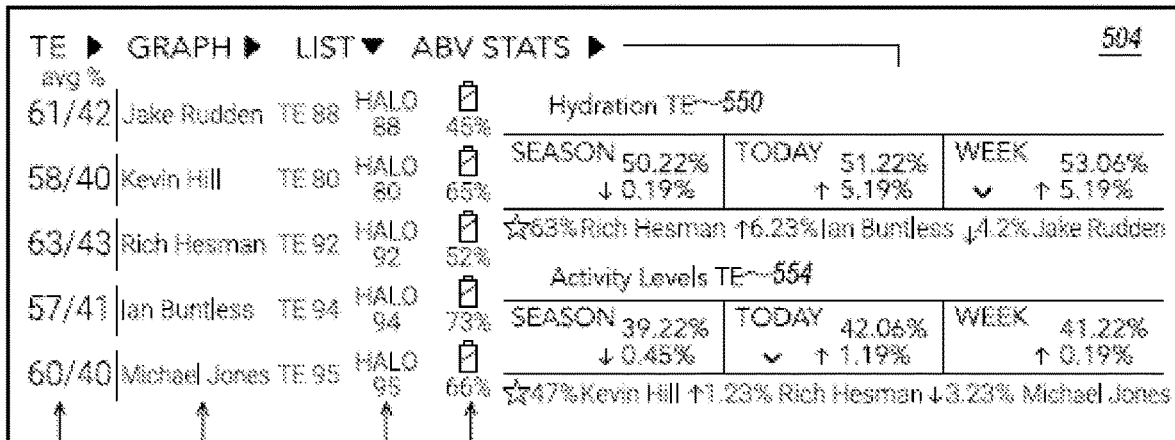 TE ▶ GRAPH ▶ LIST ▼ ABV STATS ▶ 504
avg %
61/42 Jake Rudden TE 88 HALO 88 45%
58/40 Kevin Hill TE 80 HALO 80 65%
63/43 Rich Hesman TE 92 HALO 92 52%
57/41 Ian Buntless TE 94 HALO 94 73%
60/40 Michael Jones TE 95 HALO 95 66%
Hydration TE 550
SEASON 50.22% TODAY 51.22% WEEK 53.06%
↓ 0.19% ↑ 5.19% ⌄ ↑ 5.19%
☆63% Rich Hesman ↑6.23% Ian Buntless ↓4.2% Jake Rudden
Activity Levels TE 554
SEASON 39.22% TODAY 42.06% WEEK 41.22%
↓ 0.45% ⌄ ↑ 1.19% ↑ 0.19%
☆47% Kevin Hill ↑1.23% Rich Hesman ↓3.23% Michael Jones